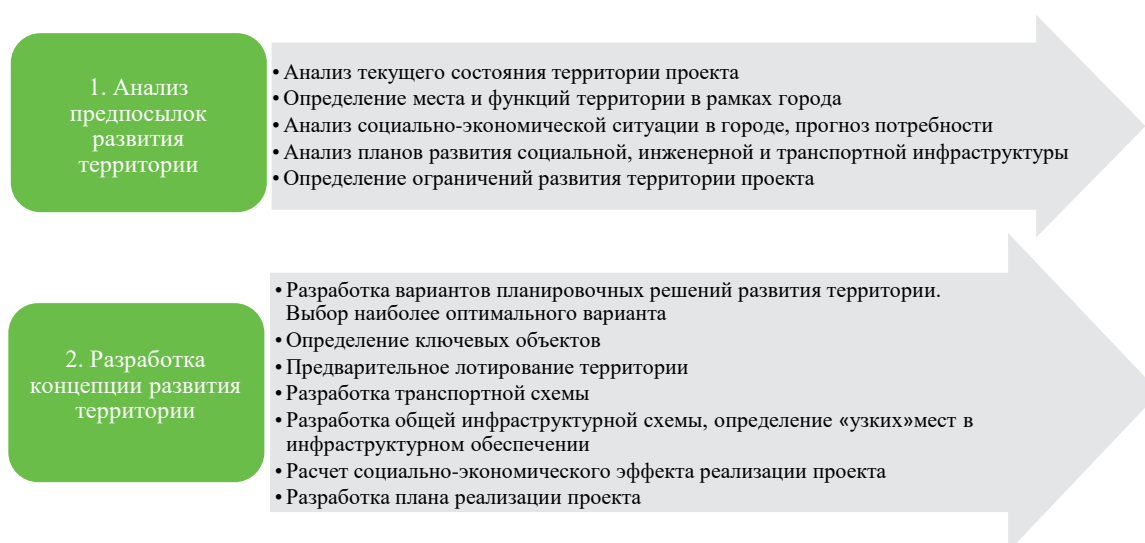 1. Анализ
предпосылок
развития
территории
• Анализ текущего состояния территории проекта
• Определение места и функций территории в рамках города
• Анализ социально-экономической ситуации в городе, прогноз потребности
• Анализ планов развития социальной, инженерной и транспортной инфраструктуры
• Определение ограничений развития территории проекта
2. Разработка
концепции развития
территории
• Разработка вариантов планировочных решений развития территории.
Выбор наиболее оптимального варианта
• Определение ключевых объектов
• Предварительное лотирование территории
• Разработка транспортной схемы
• Разработка общей инфраструктурной схемы, определение «узких»мест в
инфраструктурном обеспечении
• Расчет социально-экономического эффекта реализации проекта
• Разработка плана реализации проекта